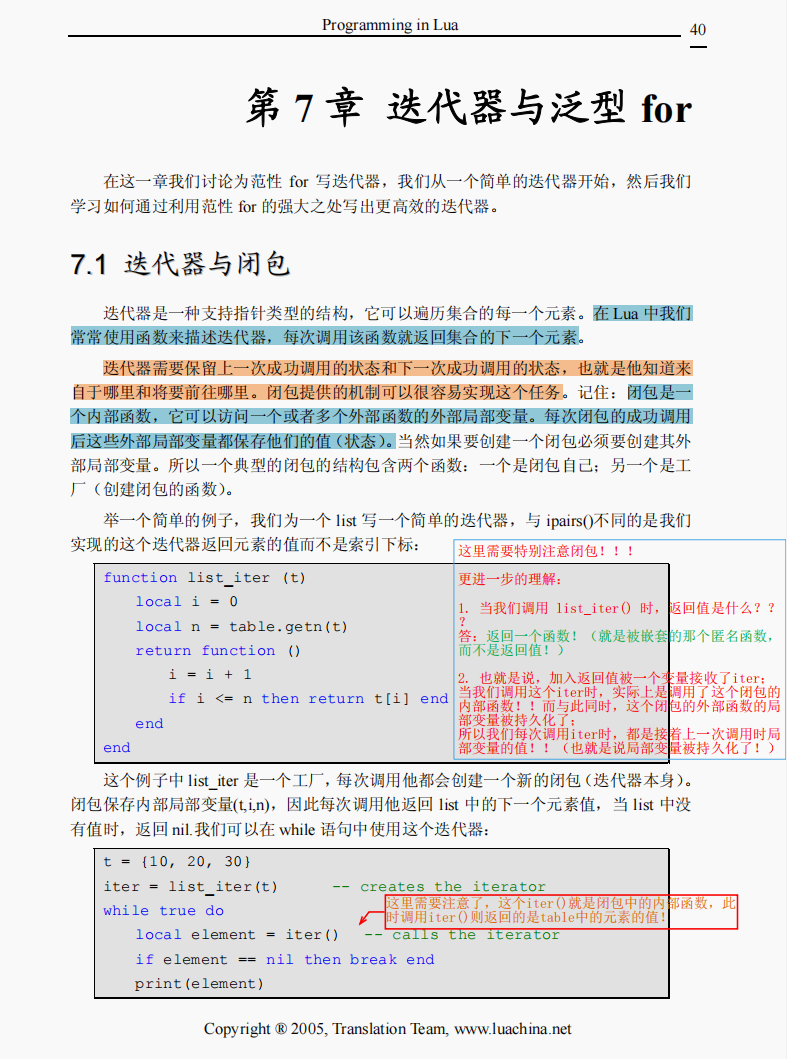 Programming in Lua
40
第 7 章 迭代器与泛型 for
在这一章我们讨论为范性 for 写迭代器，我们从一个简单的迭代器开始，然后我们
学习如何通过利用范性 for 的强大之处写出更高效的迭代器。
7.1 迭代器与闭包
迭代器是一种支持指针类型的结构，它可以遍历集合的每一个元素。在 Lua 中我们
常常使用函数来描述迭代器，每次调用该函数就返回集合的下一个元素。
迭代器需要保留上一次成功调用的状态和下一次成功调用的状态，也就是他知道来
自于哪里和将要前往哪里。闭包提供的机制可以很容易实现这个任务。记住：闭包是一
个内部函数，它可以访问一个或者多个外部函数的外部局部变量。每次闭包的成功调用
后这些外部局部变量都保存他们的值（状态）。当然如果要创建一个闭包必须要创建其外
部局部变量。所以一个典型的闭包的结构包含两个函数：一个是闭包自己；另一个是工
厂（创建闭包的函数）。
举一个简单的例子，我们为一个 list 写一个简单的迭代器，与 ipairs()不同的是我们
实现的这个迭代器返回元素的值而不是索引下标：
function list_iter (t)
local i = 0
local n = table.getn(t)
return function ()
i = i + 1
if i <= n then return t[i] end
end
end
这里需要特别注意闭包！！！
更进一步的理解：
1. 当我们调用 list_iter() 时，返回值是什么？？
？
答：返回一个函数！（就是被嵌套的那个匿名函数，
而不是返回值！）
2. 也就是说，加入返回值被一个变量接收了iter；
当我们调用这个iter时，实际上是调用了这个闭包的
内部函数！！而与此同时，这个闭包的外部函数的局
部变量被持久化了；
所以我们每次调用iter时，都是接着上一次调用时局
部变量的值！！（也就是说局部变量被持久化了！）
这个例子中 list_iter 是一个工厂，每次调用他都会创建一个新的闭包（迭代器本身）。
闭包保存内部局部变量(t,i,n)，因此每次调用他返回 list 中的下一个元素值，当 list 中没
有值时，返回 nil.我们可以在 while 语句中使用这个迭代器：
t = {10, 20, 30}
iter = list_iter(t) -- creates the iterator
while true do
这里需要注意了，这个iter()就是闭包中的内部函数，此
时调用iter()则返回的是table中的元素的值！
local element = iter() -- calls the iterator
if element == nil then break end
print(element)
Copyright ® 2005, Translation Team, www.luachina.net